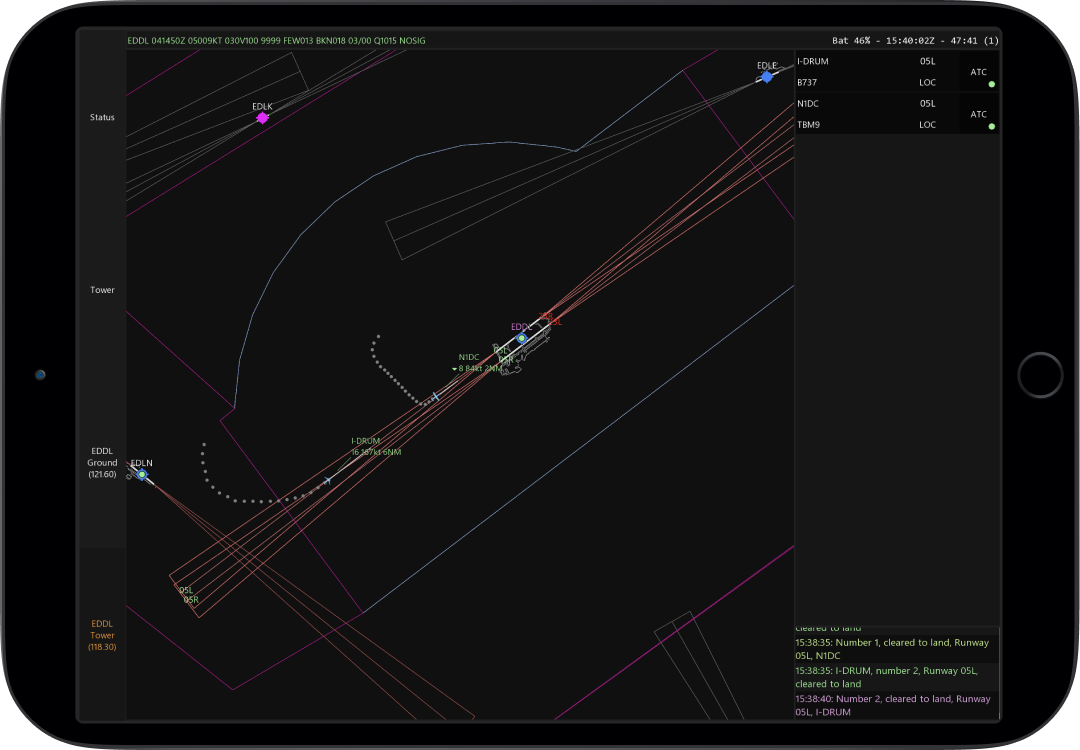 EDDL 041450Z 05009KT 030V100 9999 FEW013 BKN018 03/00 Q1015 NOSIG
Bat 46% - 15:40:02Z - 47:41 (1)
Status
Tower
EDDL
Ground
(121.60)
EDDL
Tower
(118.30)
EDLK
EDLE
EDDL
05L
05R
N1DC
8 84kt 2NM
I-DRUM
EDLN
05L
05R
I-DRUM 05L
ATC
B737 LOC
N1DC 05L
ATC
TBM9 LOC
cleared to land
15:38:35: Number 1, cleared to land, Runway
05L, N1DC
15:38:35: I-DRUM, number 2, Runway 05L,
cleared to land
15:38:40: Number 2, cleared to land, Runway
05L, I-DRUM